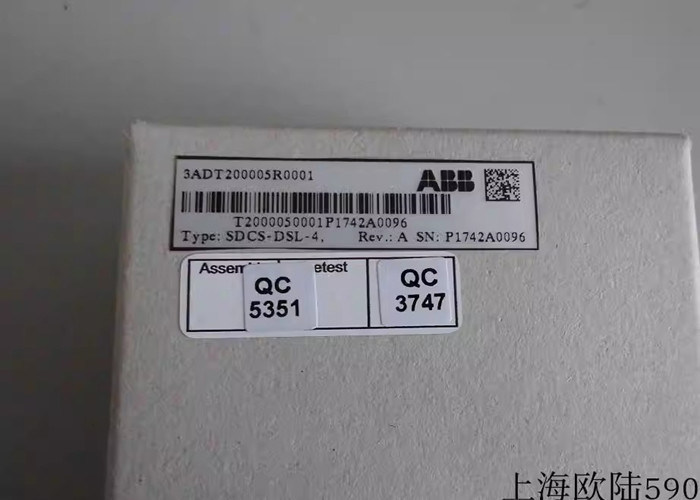 3ADT200005R0001
ABB
T2000050001P1742A0096
Type: SDCS-DSL-4, Rev.: A SN: P1742A0096
QC
5351
QC
3747
上海欧陆590